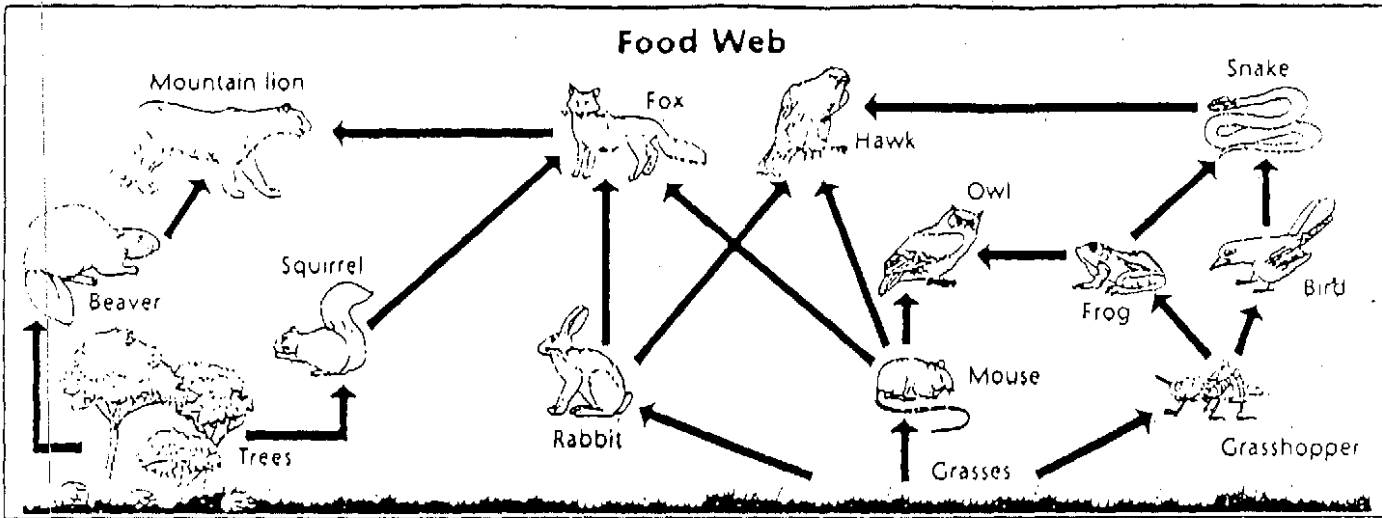 Food Web
Mountain lion
Fox
Hawk
Snake
Owl
Beaver
Squirrel
Frog
Bird
Trees
Rabbit
Mouse
Grasses
Grasshopper